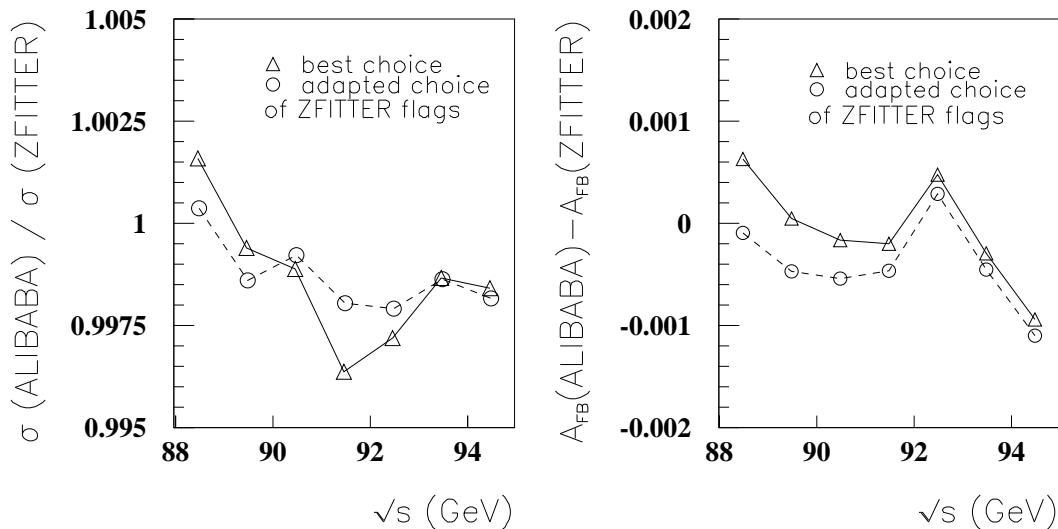 σ (ALIBABA) / σ (ZFITTER)
1.005
1.0025
1
0.9975
0.995
△ best choice
○ adapted choice
of ZFITTER flags
88 90 92 94
√s (GeV)
A_FB(ALIBABA)−A_FB(ZFITTER)
0.002
0.001
0
-0.001
-0.002
△ best choice
○ adapted choice
of ZFITTER flags
88 90 92 94
√s (GeV)